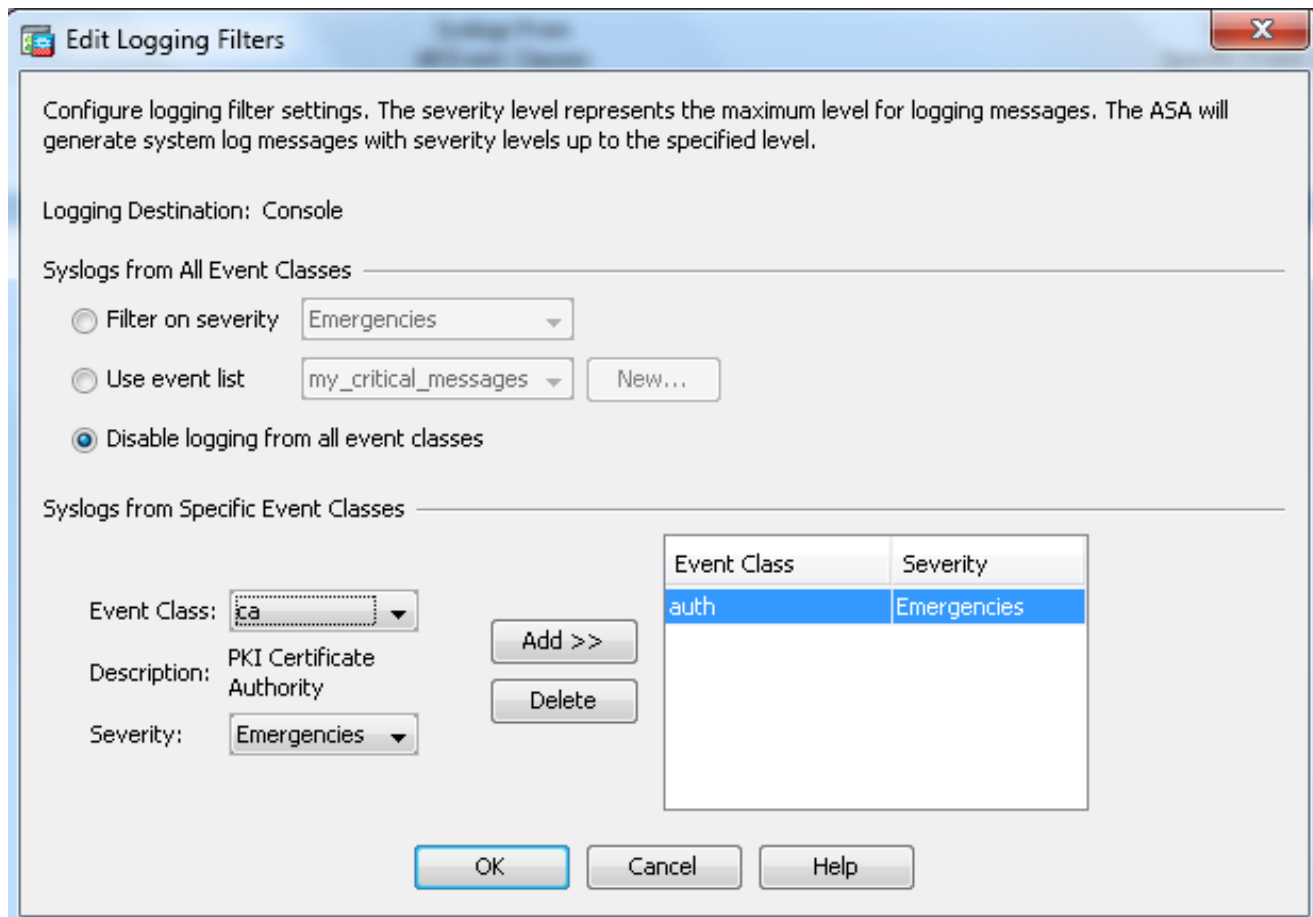 Edit Logging Filters
Configure logging filter settings. The severity level represents the maximum level for logging messages. The ASA will
generate system log messages with severity levels up to the specified level.
Logging Destination: Console
Syslogs from All Event Classes
Filter on severity Emergencies
Use event list my_critical_messages New...
Disable logging from all event classes
Syslogs from Specific Event Classes
Event Class: ca
Description: PKI Certificate
Authority
Severity: Emergencies
Add >>
Delete
Event Class Severity
auth Emergencies
OK Cancel Help